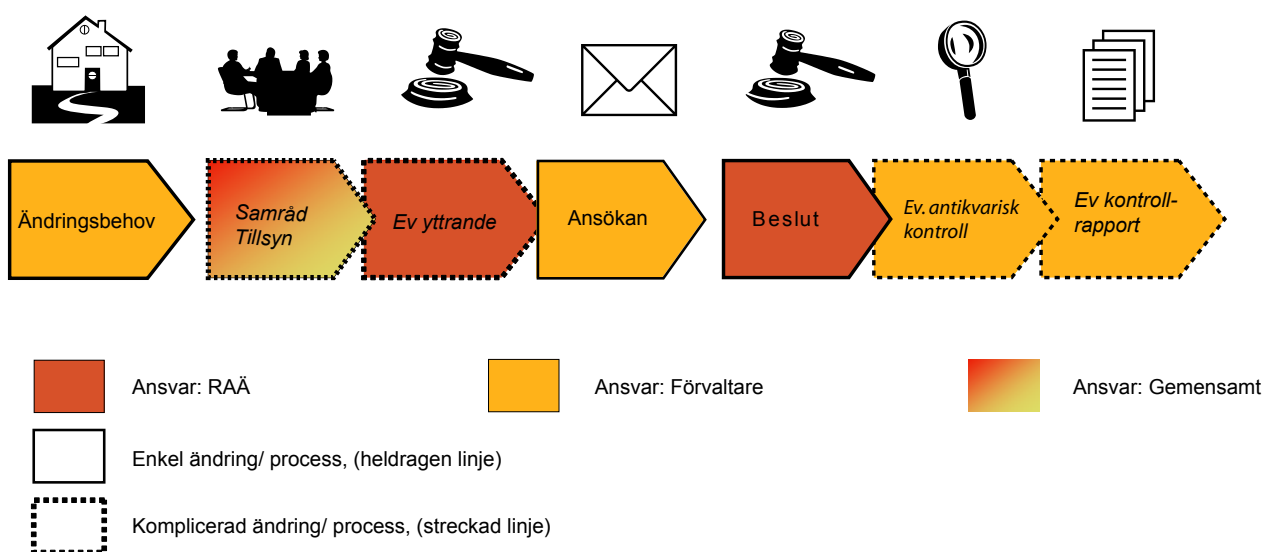 Ändringsbehov
Samråd
Tillsyn
Ev yttrande
Ansökan
Beslut
Ev. antikvarisk
kontroll
Ev kontroll-
rapport
Ansvar: RAÄ
Ansvar: Förvaltare
Ansvar: Gemensamt
Enkel ändring/ process, (heldragen linje)
Komplicerad ändring/ process, (streckad linje)